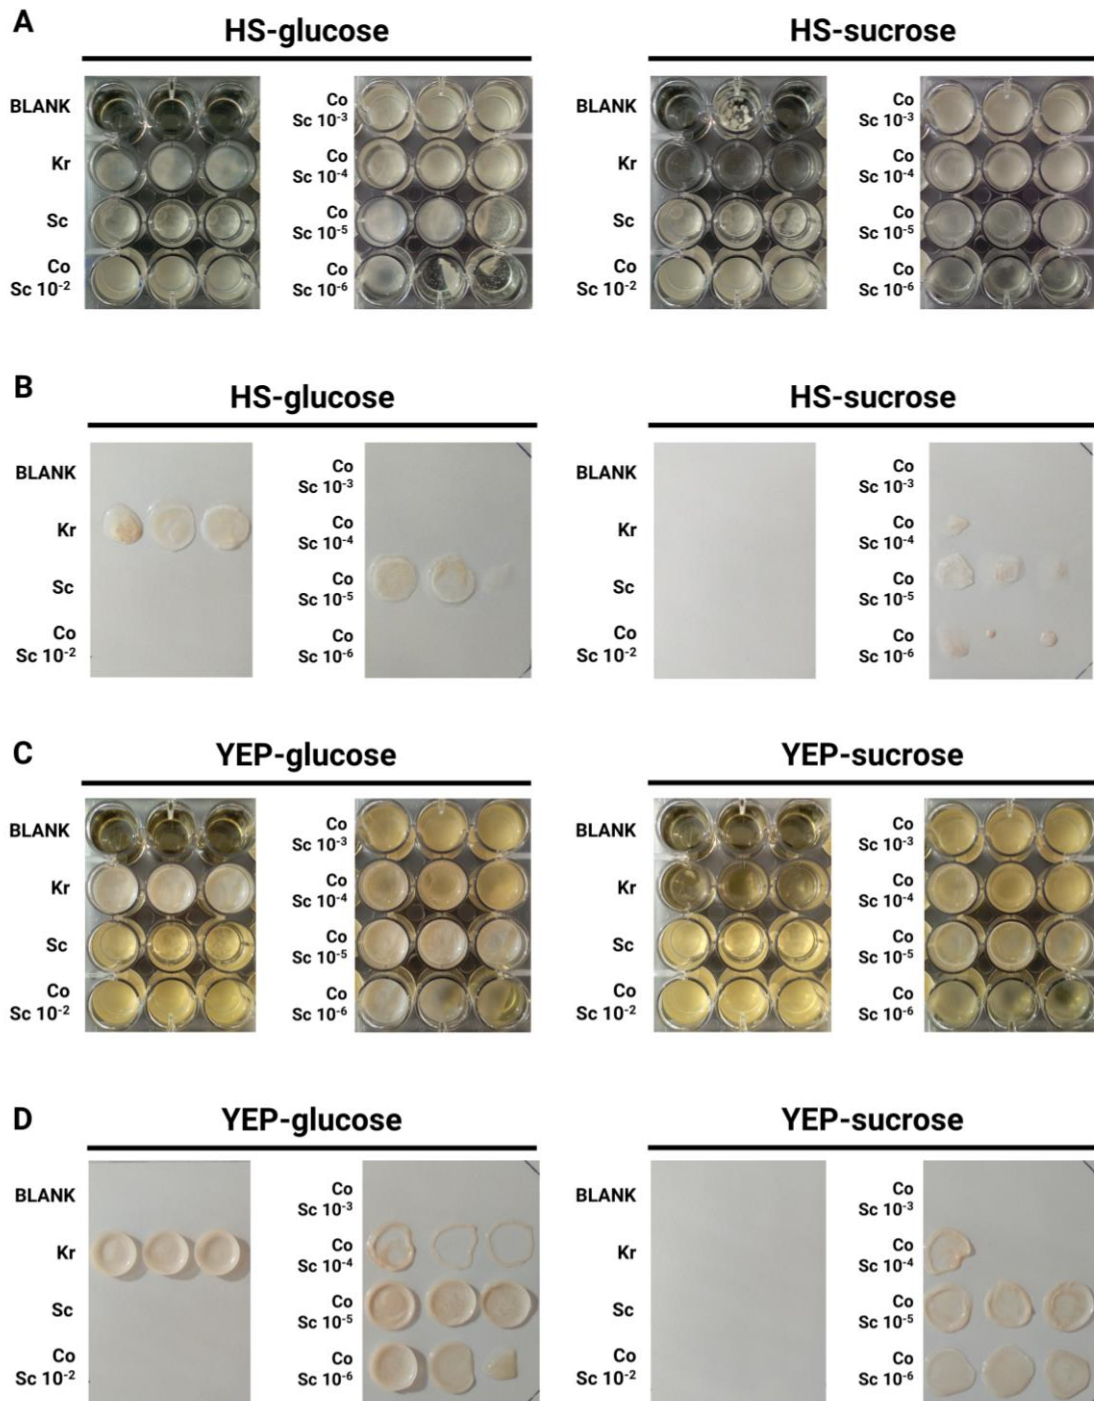 A
HS-glucose
HS-sucrose
BLANK
Kr
Sc
Co
Sc 10⁻²
Co
Sc 10⁻³
Co
Sc 10⁻⁴
Co
Sc 10⁻⁵
Co
Sc 10⁻⁶
BLANK
Kr
Sc
Co
Sc 10⁻²
Co
Sc 10⁻³
Co
Sc 10⁻⁴
Co
Sc 10⁻⁵
Co
Sc 10⁻⁶
B
HS-glucose
HS-sucrose
BLANK
Kr
Sc
Co
Sc 10⁻²
Co
Sc 10⁻³
Co
Sc 10⁻⁴
Co
Sc 10⁻⁵
Co
Sc 10⁻⁶
BLANK
Kr
Sc
Co
Sc 10⁻²
Co
Sc 10⁻³
Co
Sc 10⁻⁴
Co
Sc 10⁻⁵
Co
Sc 10⁻⁶
C
YEP-glucose
YEP-sucrose
BLANK
Kr
Sc
Co
Sc 10⁻²
Co
Sc 10⁻³
Co
Sc 10⁻⁴
Co
Sc 10⁻⁵
Co
Sc 10⁻⁶
BLANK
Kr
Sc
Co
Sc 10⁻²
Co
Sc 10⁻³
Co
Sc 10⁻⁴
Co
Sc 10⁻⁵
Co
Sc 10⁻⁶
D
YEP-glucose
YEP-sucrose
BLANK
Kr
Sc
Co
Sc 10⁻²
Co
Sc 10⁻³
Co
Sc 10⁻⁴
Co
Sc 10⁻⁵
Co
Sc 10⁻⁶
BLANK
Kr
Sc
Co
Sc 10⁻²
Co
Sc 10⁻³
Co
Sc 10⁻⁴
Co
Sc 10⁻⁵
Co
Sc 10⁻⁶